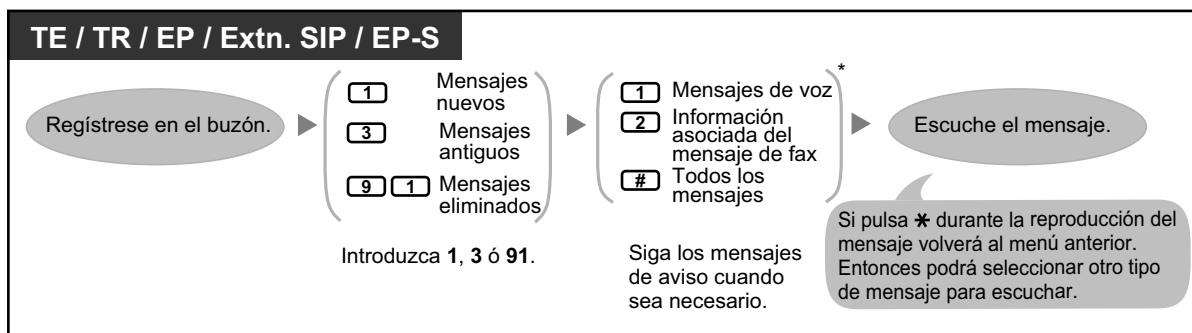 TE / TR / EP / Extn. SIP / EP-S
Regístrese en el buzón.
1 Mensajes
nuevos
3 Mensajes
antiguos
9 1 Mensajes
eliminados
Introduzca 1, 3 ó 91.
*
1 Mensajes de voz
2 Información
asociada del
mensaje de fax
# Todos los
mensajes
Siga los mensajes
de aviso cuando
sea necesario.
Escuche el mensaje.
Si pulsa * durante la reproducción del
mensaje volverá al menú anterior.
Entonces podrá seleccionar otro tipo
de mensaje para escuchar.